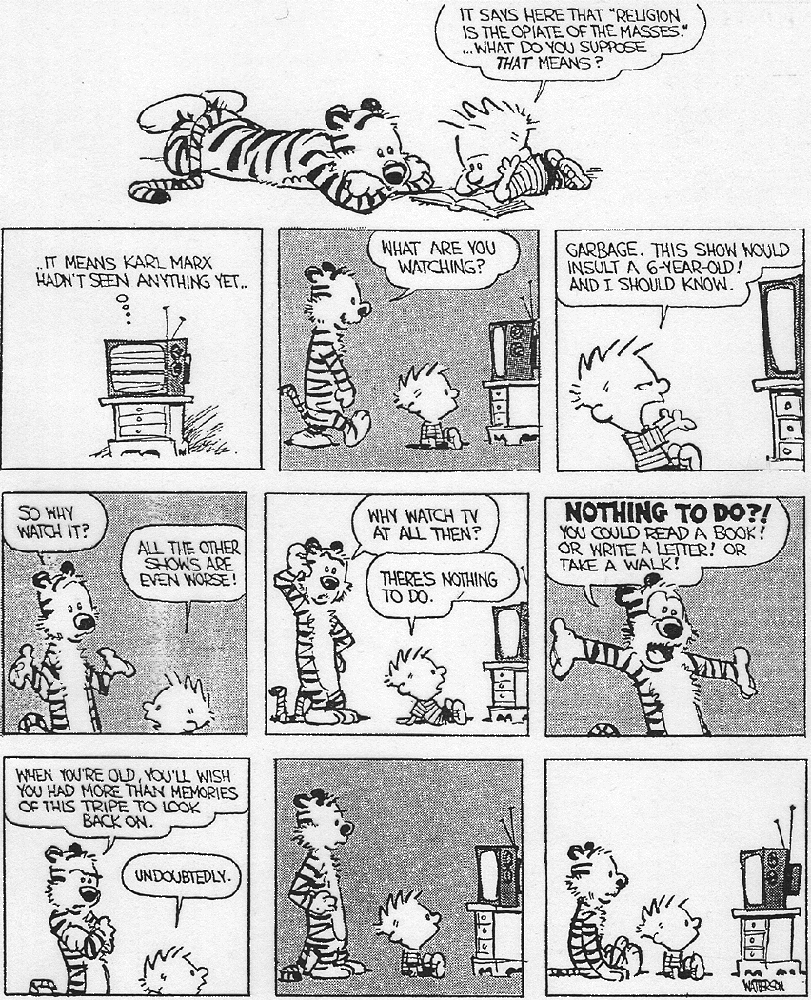 IT SAYS HERE THAT "RELIGION
IS THE OPIATE OF THE MASSES."
...WHAT DO YOU SUPPOSE
THAT MEANS?
..IT MEANS KARL MARX
HADN'T SEEN ANYTHING YET..
WHAT ARE YOU
WATCHING?
GARBAGE. THIS SHOW WOULD
INSULT A 6-YEAR-OLD!
AND I SHOULD KNOW.
SO WHY
WATCH IT?
ALL THE OTHER
SHOWS ARE
EVEN WORSE!
WHY WATCH TV
AT ALL THEN?
THERE'S NOTHING
TO DO.
NOTHING TO DO?!
YOU COULD READ A BOOK!
OR WRITE A LETTER! OR
TAKE A WALK!
WHEN YOU'RE OLD, YOU'LL WISH
YOU HAD MORE THAN MEMORIES
OF THIS TRIPE TO LOOK
BACK ON.
UNDOUBTEDLY.
WATTERSON